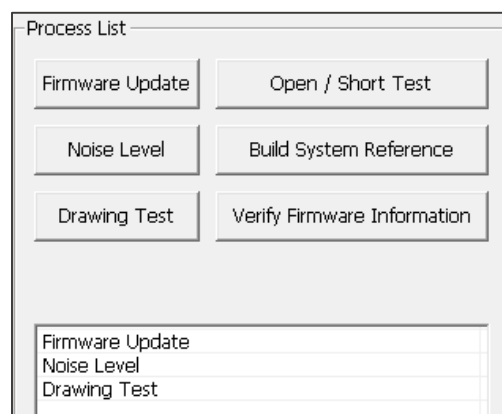 Process List
Firmware Update
Open / Short Test
Noise Level
Build System Reference
Drawing Test
Verify Firmware Information
Firmware Update
Noise Level
Drawing Test